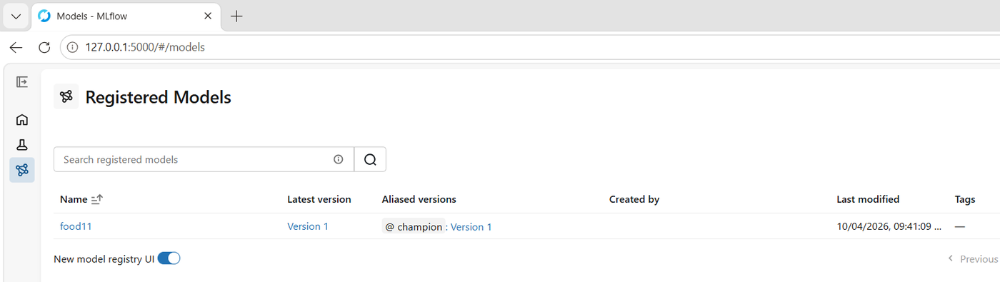 Models - MLflow
127.0.0.1:5000/#/models
Registered Models
Search registered models
Name Latest version Aliased versions Created by Last modified Tags
food11 Version 1 @ champion : Version 1 10/04/2026, 09:41:09 ... —
New model registry UI Previous